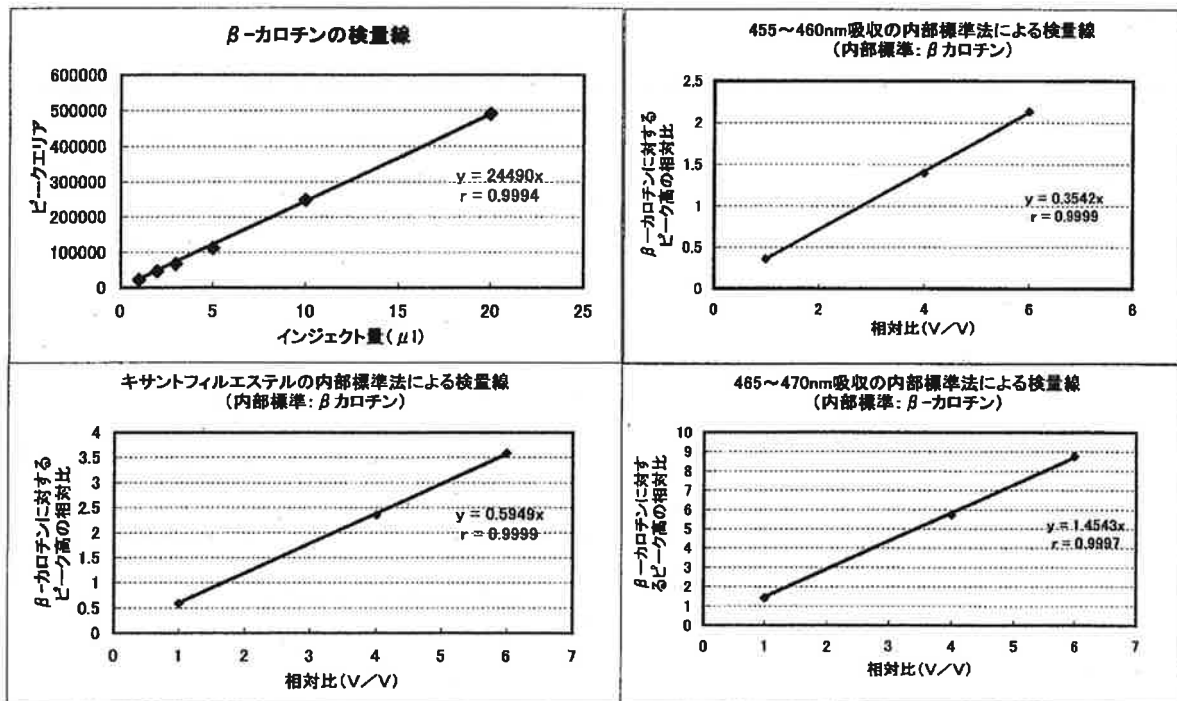 β-カロチンの検量線
600000
500000
400000
300000
200000
100000
0
ピークエリア
y = 24490x
r = 0.9994
0 5 10 15 20 25
インジェクト量(μl)
455～460nm吸収の内部標準法による検量線
(内部標準: βカロチン)
2.5
2
1.5
1
0.5
0
β-カロチンに対する
ピーク高の相対比
y = 0.3542x
r = 0.9999
0 2 4 6 8
相対比(V/V)
キサントフィルエステルの内部標準法による検量線
(内部標準: βカロチン)
4
3.5
3
2.5
2
1.5
1
0.5
0
β-カロチンに対する
ピーク高の相対比
y = 0.5949x
r = 0.9999
0 1 2 3 4 5 6 7
相対比(V/V)
465～470nm吸収の内部標準法による検量線
(内部標準: β-カロチン)
10
9
8
7
6
5
4
3
2
1
0
β-カロチンに対す
るピーク高の相対比
y = 1.4543x
r = 0.9997
0 1 2 3 4 5 6 7
相対比(V/V)